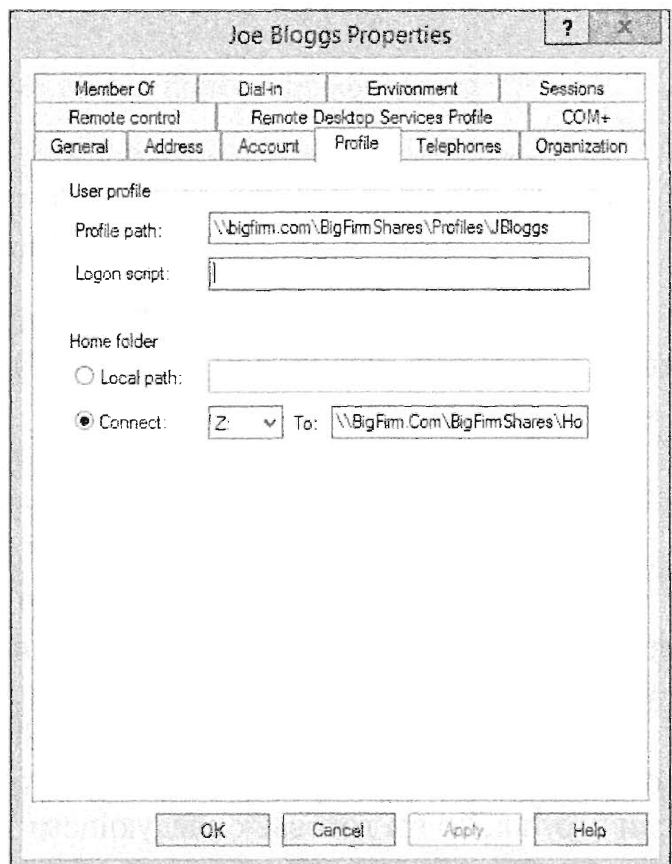 Joe Bloggs Properties ? X
Member Of Dial-in Environment Sessions
Remote control Remote Desktop Services Profile COM+
General Address Account Profile Telephones Organization
User profile
Profile path: \\bigfirm.com\BigFirmShares\Profiles\JBloggs
Logon script:
Home folder
Local path:
Connect: Z: To: \\BigFirm.Com\BigFirmShares\Ho
OK Cancel Apply Help